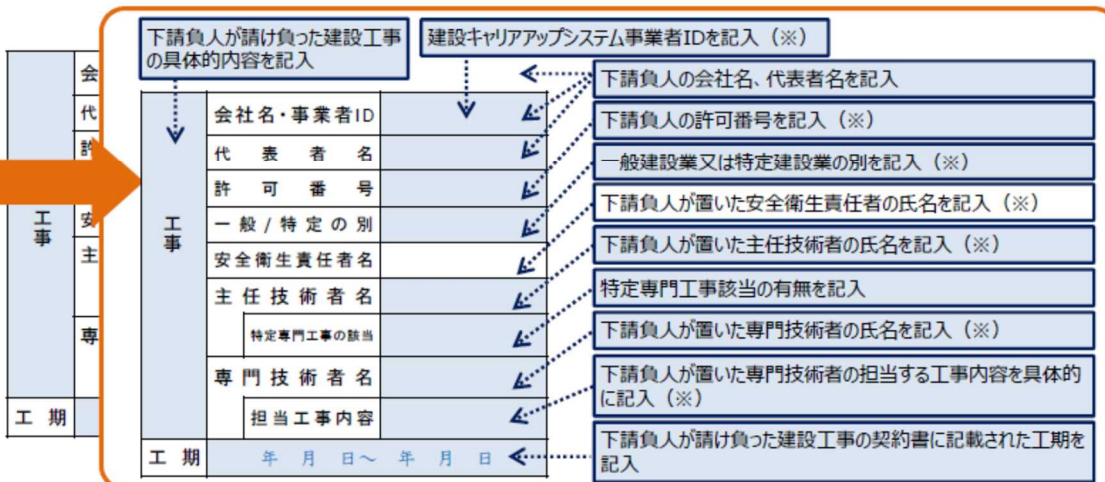 下請負人が請け負った建設工事
の具体的内容を記入
建設キャリアアップシステム事業者IDを記入（※）
下請負人の会社名、代表者名を記入
下請負人の許可番号を記入（※）
一般建設業又は特定建設業の別を記入（※）
下請負人が置いた安全衛生責任者の氏名を記入（※）
下請負人が置いた主任技術者の氏名を記入（※）
特定専門工事該当の有無を記入
下請負人が置いた専門技術者の氏名を記入（※）
下請負人が置いた専門技術者の担当する工事内容を具体的
に記入（※）
下請負人が請け負った建設工事の契約書に記載された工期を
記入
工事
会社名・事業者ID
代表者名
許可番号
一般/特定の別
安全衛生責任者名
主任技術者名
特定専門工事の該当
専門技術者名
担当工事内容
工期
年 月 日～ 年 月 日
工事
会
代
安
主
専
工期